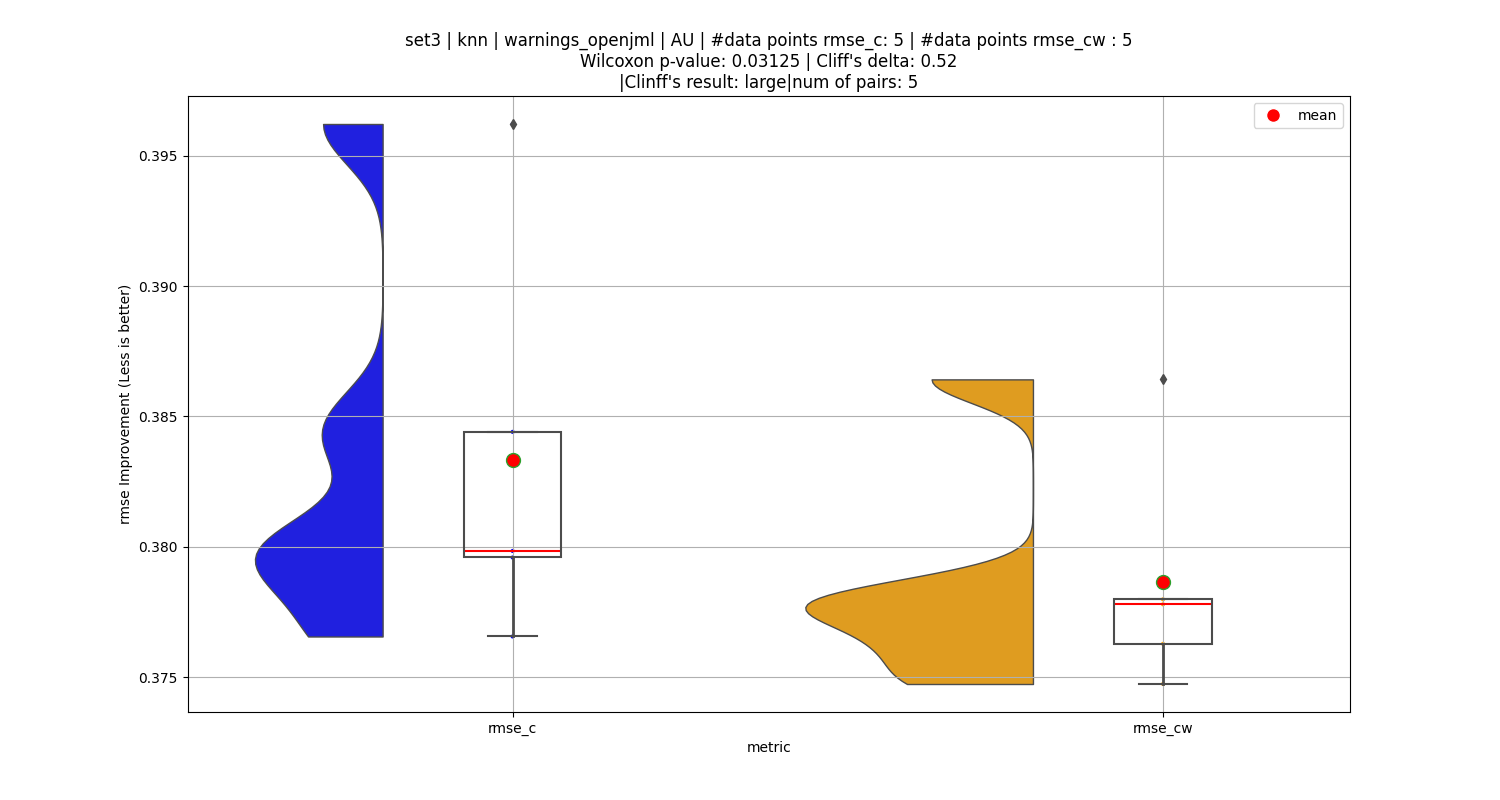 set3 | knn | warnings_openjml | AU | #data points rmse_c: 5 | #data points rmse_cw : 5
Wilcoxon p-value: 0.03125 | Cliff's delta: 0.52
|Clinff's result: large|num of pairs: 5
mean
0.395
0.390
0.385
0.380
0.375
rmse Improvement (Less is better)
rmse_c
rmse_cw
metric